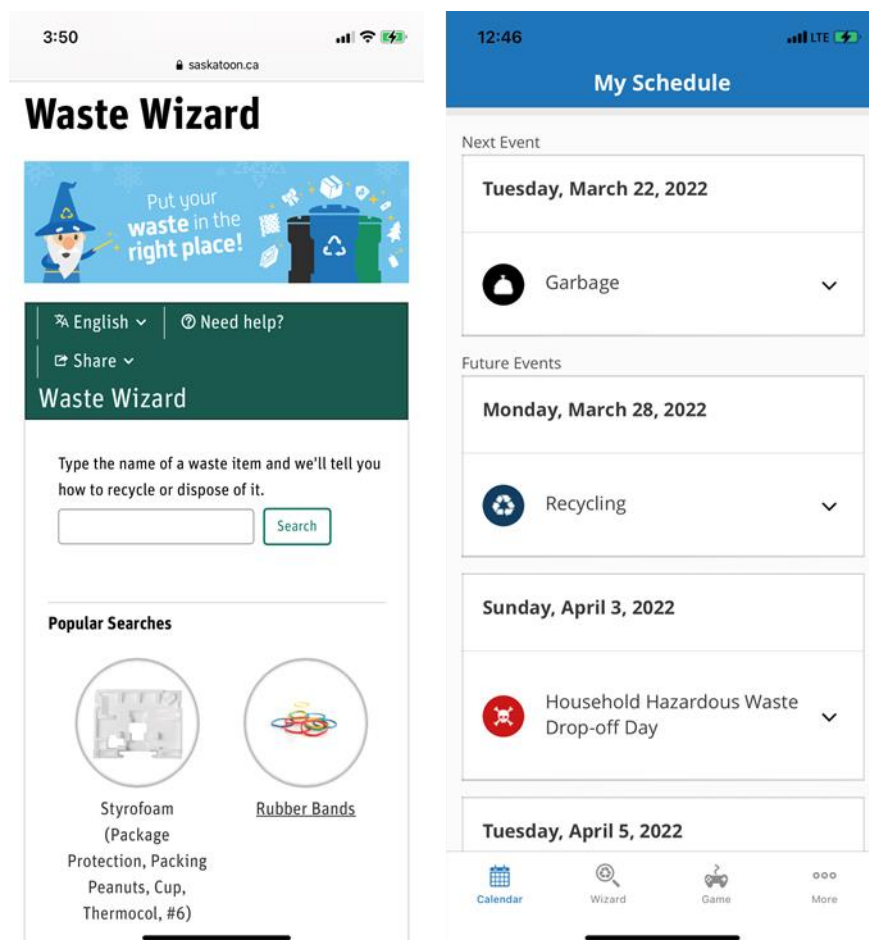 3:50
saskatoon.ca
Waste Wizard
Put your
waste in the
right place!
English
Need help?
Share
Waste Wizard
Type the name of a waste item and we'll tell you
how to recycle or dispose of it.
Search
Popular Searches
Styrofoam
(Package
Protection, Packing
Peanuts, Cup,
Thermocol, #6)
Rubber Bands
12:46
LTE
My Schedule
Next Event
Tuesday, March 22, 2022
Garbage
Future Events
Monday, March 28, 2022
Recycling
Sunday, April 3, 2022
Household Hazardous Waste
Drop-off Day
Tuesday, April 5, 2022
Calendar
Wizard
Game
More